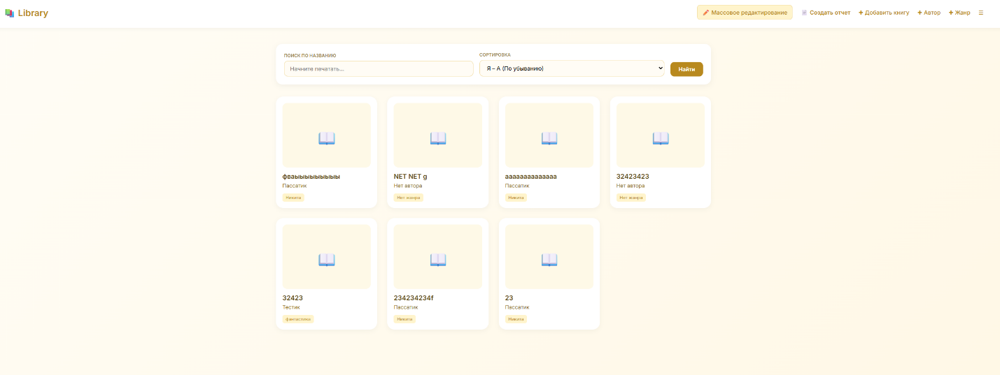 Library
Массовое редактирование
Создать отчет
+ Добавить книгу
+ Автор
+ Жанр
☰
ПОИСК ПО НАЗВАНИЮ
Начните печатать...
СОРТИРОВКА
Я – А (По убыванию)
Найти
фваыыыыыыыыы
Пассатик
Никита
NET NET g
Нет автора
Нет жанра
aaaaaaaaaaaaaa
Пассатик
Никита
32423423
Нет автора
Нет жанра
32423
Тестик
фантастика
234234234f
Пассатик
Никита
23
Пассатик
Никита